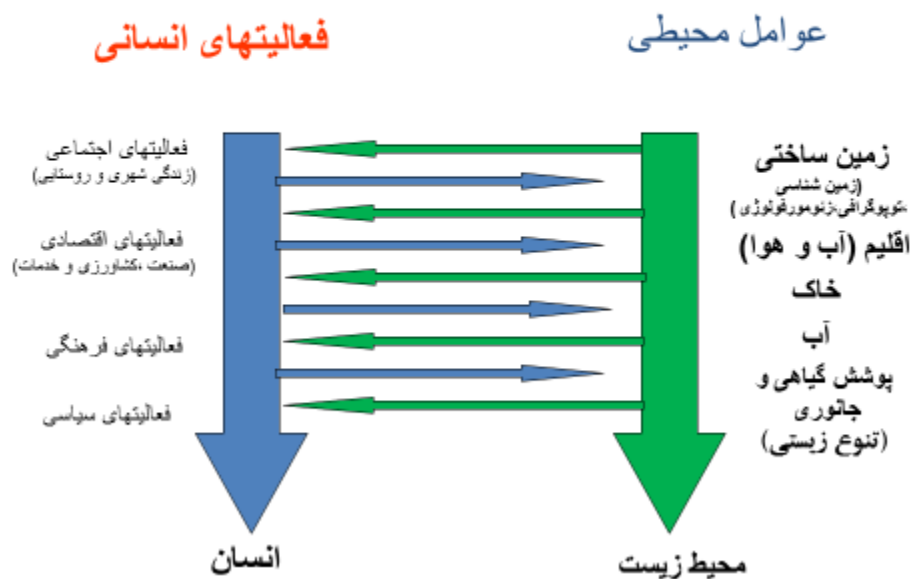 عوامل محیطی
فعالیتهای انسانی
زمین ساختی
(زمین شناسی
،توپوگرافی،ژئومورفولوژی)
اقلیم (آب و هوا)
خاک
آب
پوشش گیاهی و
جانوری
(تنوع زیستی)
محیط زیست
فعالیتهای اجتماعی
(زندگی شهری و روستایی)
فعالیتهای اقتصادی
(صنعت ،کشاورزی و خدمات)
فعالیتهای فرهنگی
فعالیتهای سیاسی
انسان